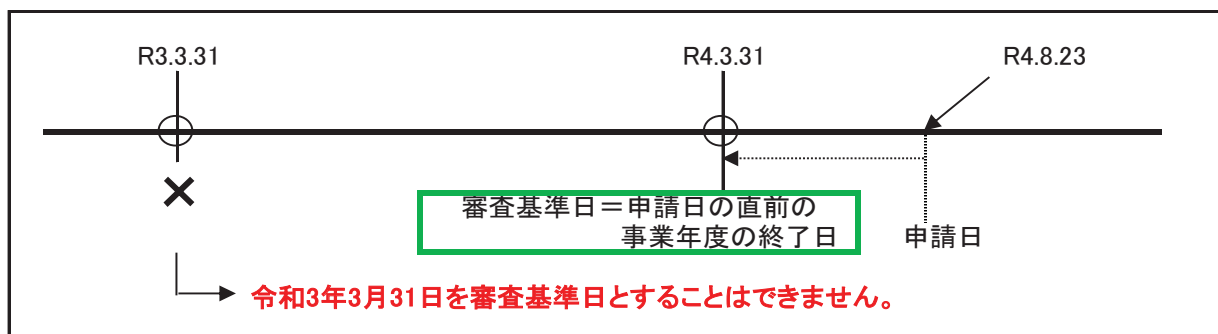 R3.3.31
R4.3.31
R4.8.23
審査基準日＝申請日の直前の
事業年度の終了日
申請日
令和3年3月31日を審査基準日とすることはできません。